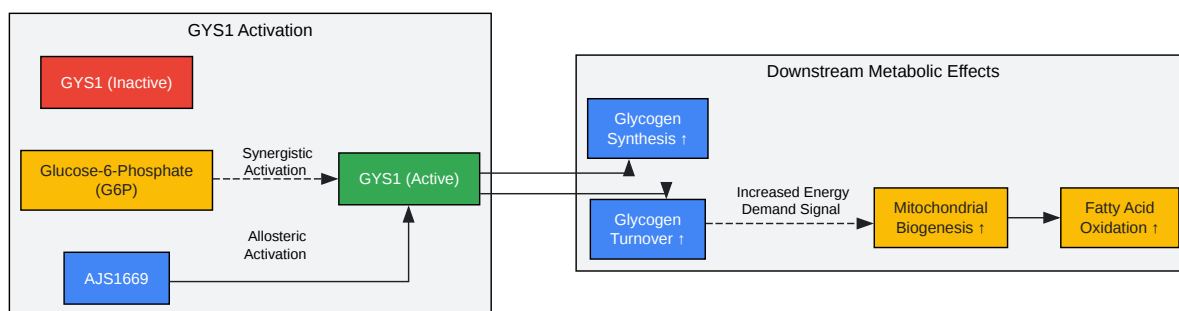 GYS1 Activation
GYS1 (Inactive)
Glucose-6-Phosphate
(G6P)
Synergistic
Activation
GYS1 (Active)
Allosteric
Activation
AJS1669
Downstream Metabolic Effects
Glycogen
Synthesis ↑
Glycogen
Turnover ↑
Increased Energy
Demand Signal
Mitochondrial
Biogenesis ↑
Fatty Acid
Oxidation ↑